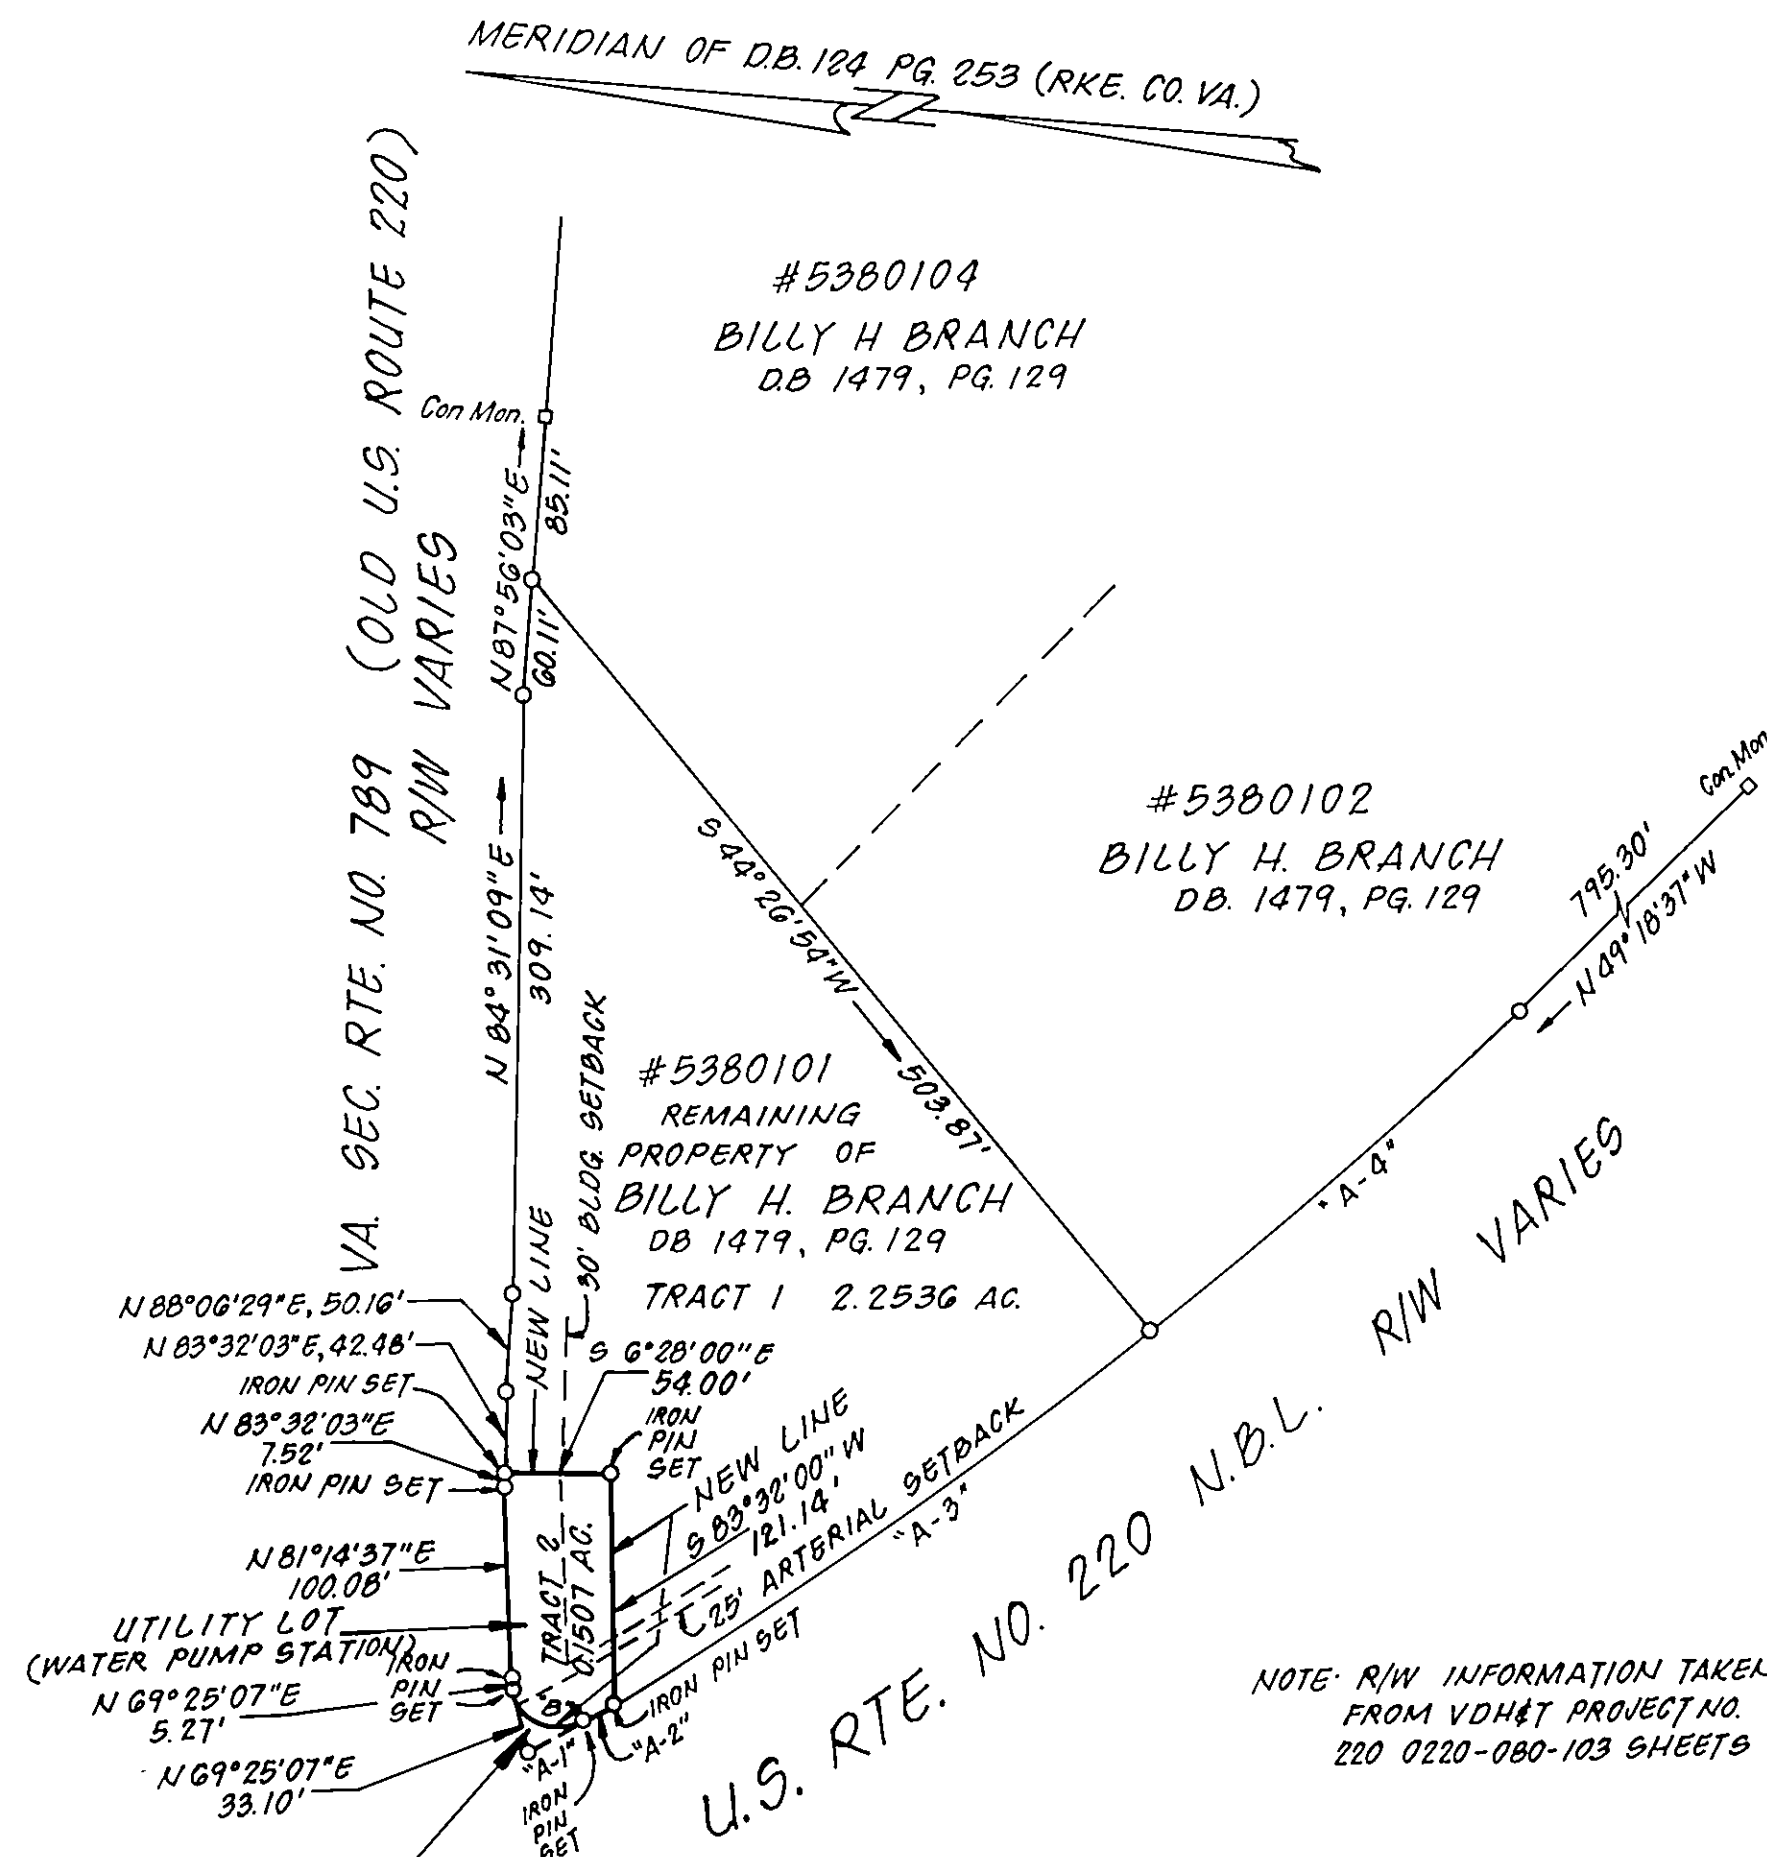 MERIDIAN OF D.B. 124 PG. 253 (RKE. CO. VA.)
VA. SEC. RTE. NO. 789 (OLD U.S. ROUTE 220)
R/W VARIES
#5380104
BILLY H BRANCH
D.B 1479, PG. 129
Con Mon.
N 87° 56' 03" E
85.11'
60.11'
N 84° 31' 09" E
309.14'
S 44° 26' 54" W
503.87'
#5380102
BILLY H. BRANCH
DB. 1479, PG. 129
Con. Mon
795.30'
N 49° 18' 37" W
"A-4"
#5380101
REMAINING
PROPERTY OF
BILLY H. BRANCH
DB 1479, PG. 129
TRACT 1 2.2536 AC.
30' BLDG. SETBACK
NEW LINE
N 88° 06' 29" E, 50.16'
N 83° 32' 03" E, 42.48'
IRON PIN SET
N 83° 32' 03" E
7.52'
IRON PIN SET
S 6° 28' 00" E
54.00'
IRON
PIN
SET
NEW LINE
S 83° 32' 00" W
121.14'
25' ARTERIAL SETBACK
"A-3"
N 81° 14' 37" E
100.08'
TRACT 2
0.1507 AC.
UTILITY LOT
(WATER PUMP STATION)
IRON
PIN
SET
N 69° 25' 07" E
5.27'
N 69° 25' 07" E
33.10'
"B"
"A-1"
"A-2"
IRON PIN SET
IRON
PIN
SET
U.S. RTE. NO. 220 N.B.L. R/W VARIES
NOTE: R/W INFORMATION TAKEN
FROM VDH&T PROJECT NO.
220 0220-080-103 SHEETS